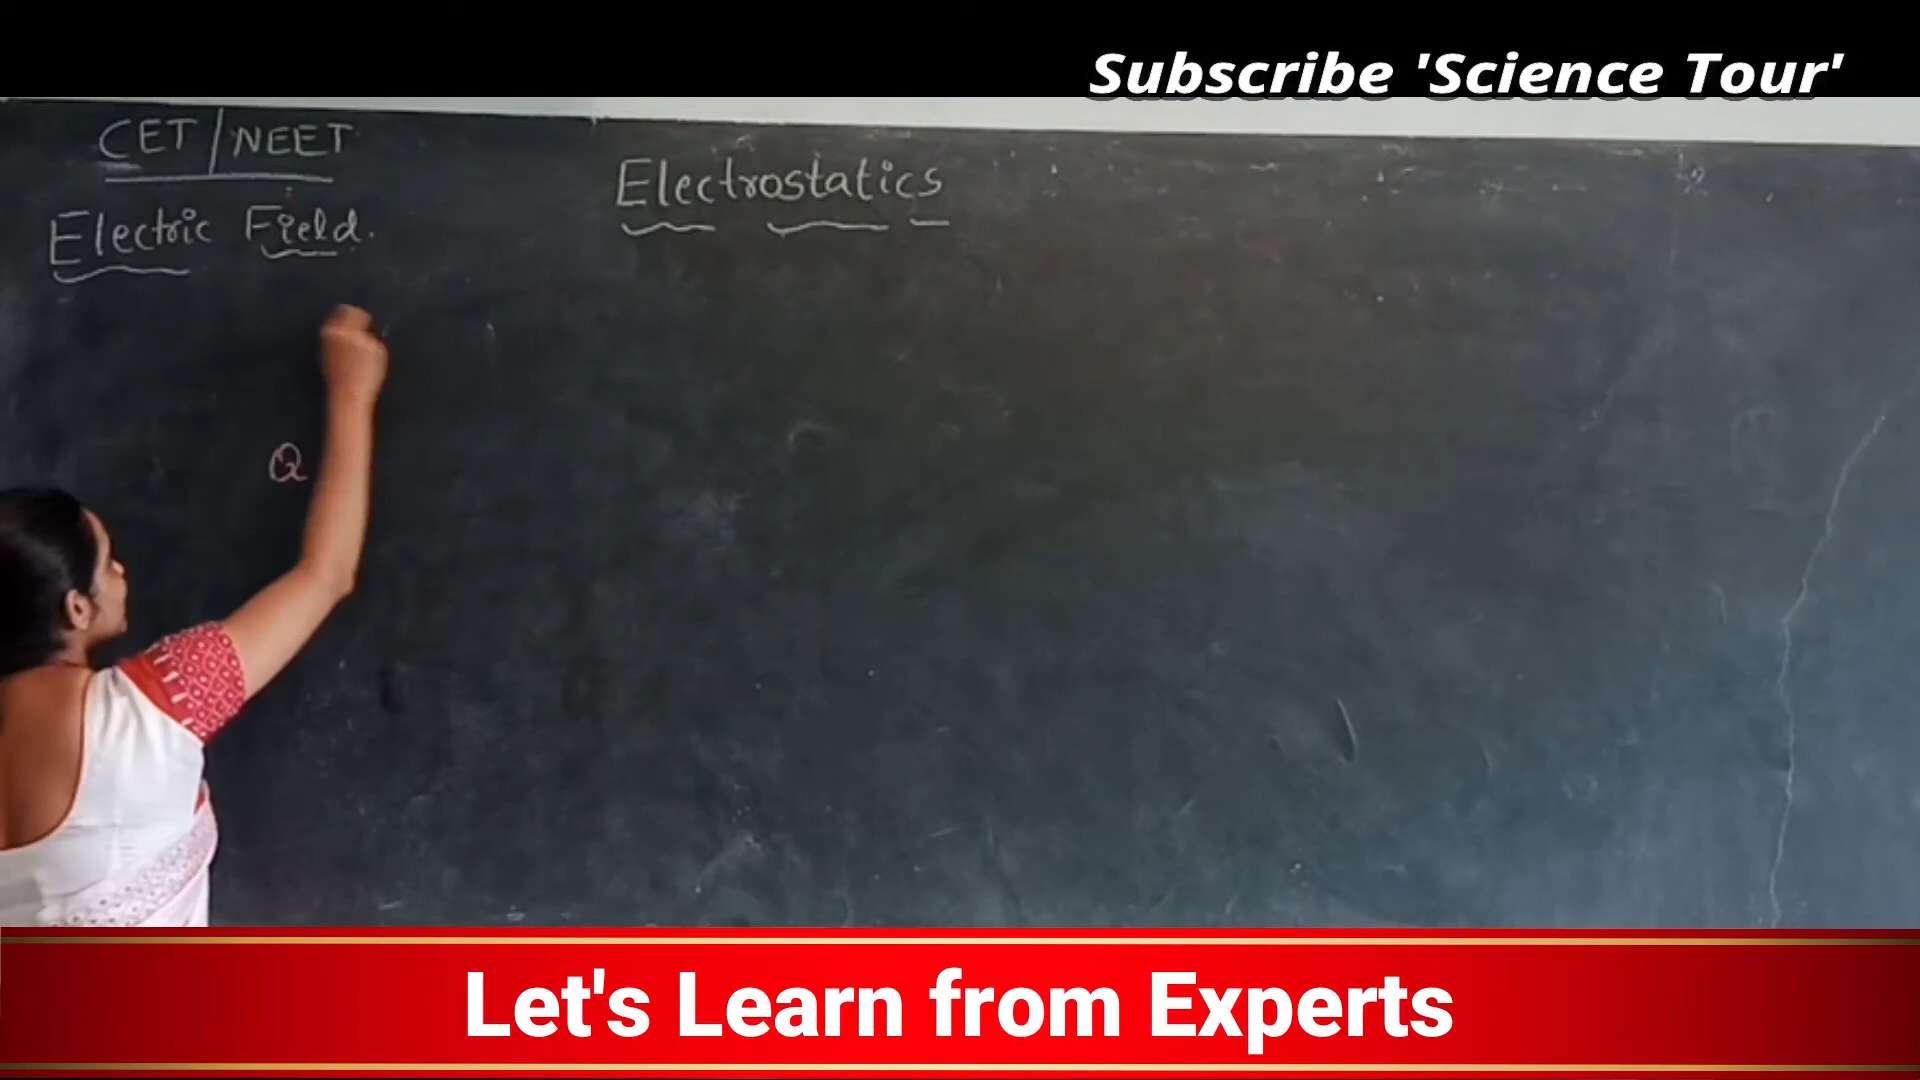 Subscribe 'Science Tour'
CET/NEET
Electrostatics
Electric Field.
Q
Let's Learn from Experts